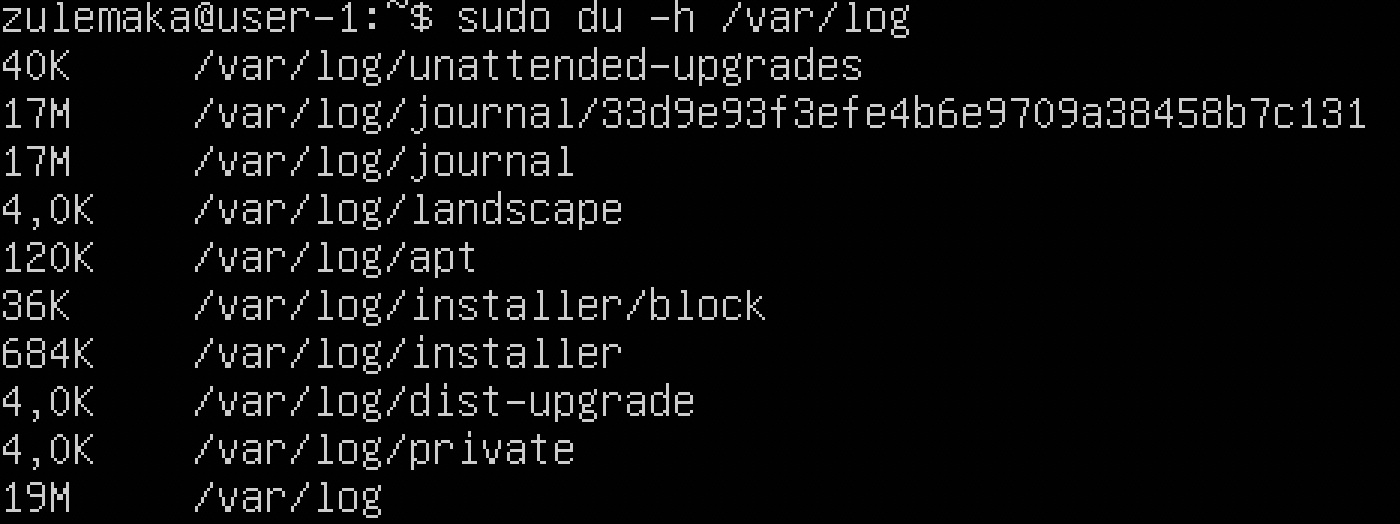 zulemaka@user-1:~$ sudo du -h /var/log
40K /var/log/unattended-upgrades
17M /var/log/journal/33d9e93f3efe4b6e9709a38458b7c131
17M /var/log/journal
4,0K /var/log/landscape
120K /var/log/apt
36K /var/log/installer/block
684K /var/log/installer
4,0K /var/log/dist-upgrade
4,0K /var/log/private
19M /var/log